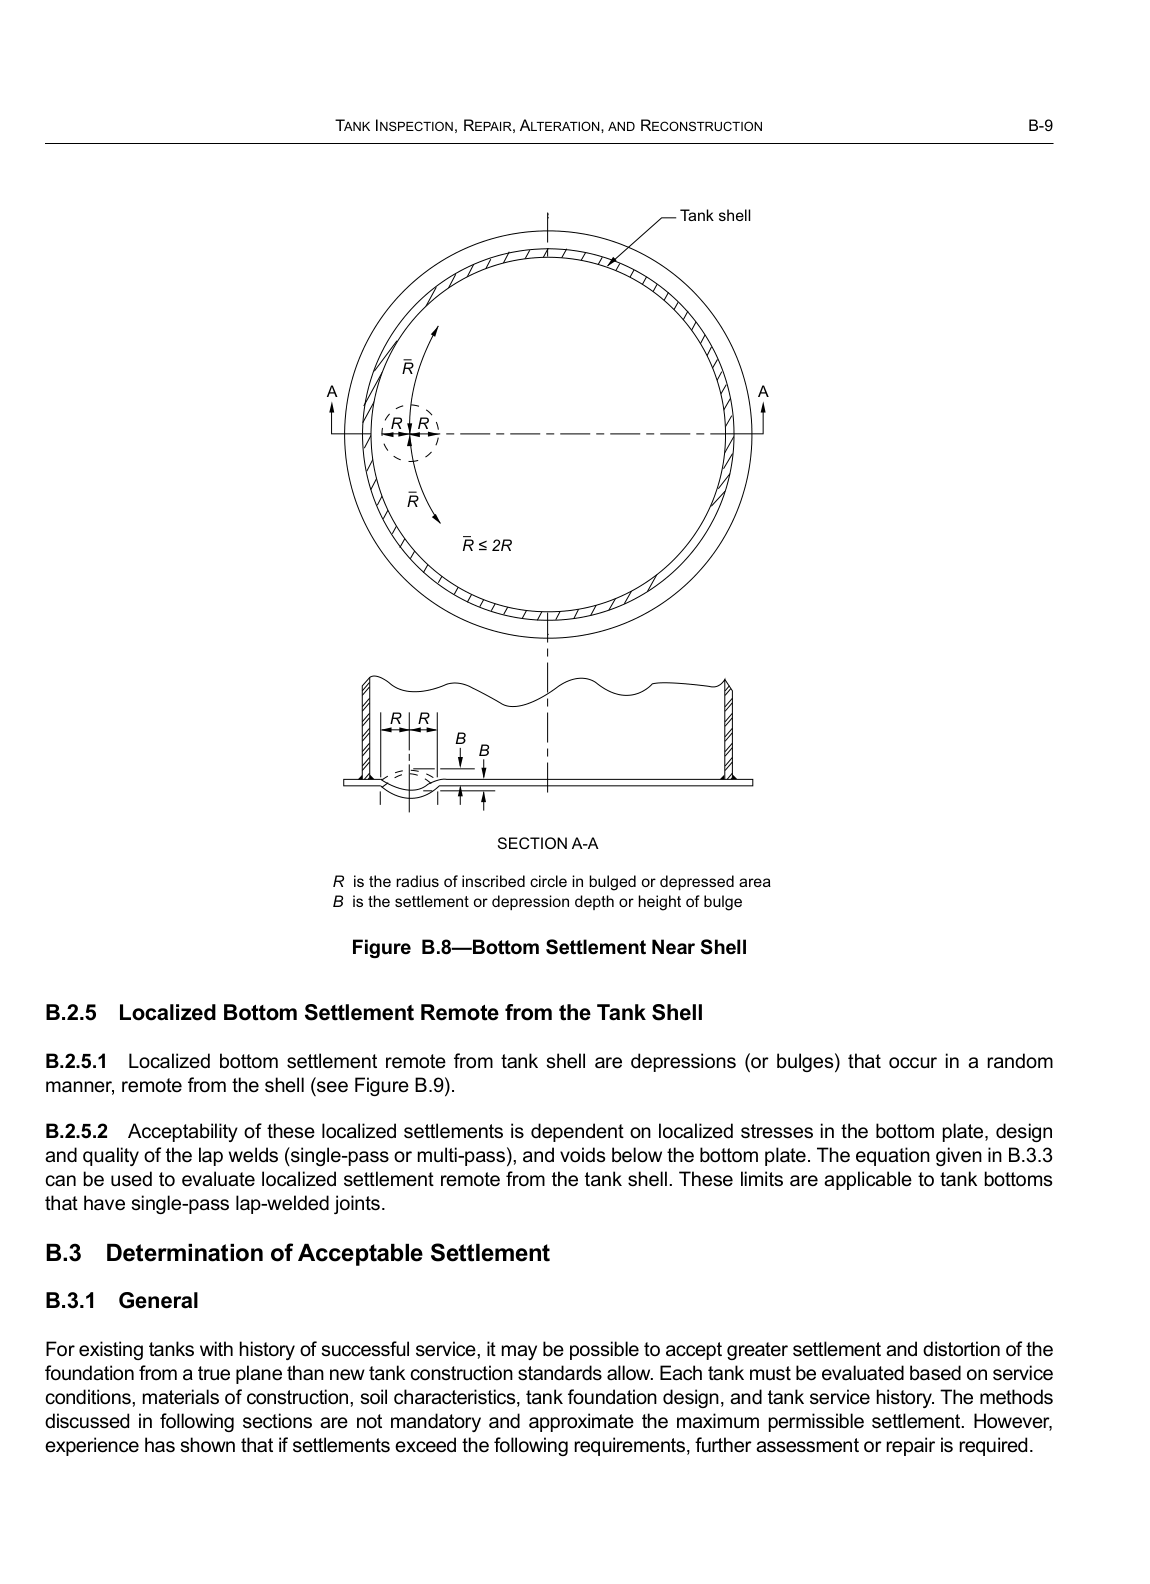 TANK INSPECTION, REPAIR, ALTERATION, AND RECONSTRUCTION B-9
Tank shell
R̅
A A
R R
R̅
R̅ ≤ 2R
R R
B
B
SECTION A-A
R is the radius of inscribed circle in bulged or depressed area
B is the settlement or depression depth or height of bulge
Figure B.8—Bottom Settlement Near Shell
B.2.5 Localized Bottom Settlement Remote from the Tank Shell
B.2.5.1 Localized bottom settlement remote from tank shell are depressions (or bulges) that occur in a random
manner, remote from the shell (see Figure B.9).
B.2.5.2 Acceptability of these localized settlements is dependent on localized stresses in the bottom plate, design
and quality of the lap welds (single-pass or multi-pass), and voids below the bottom plate. The equation given in B.3.3
can be used to evaluate localized settlement remote from the tank shell. These limits are applicable to tank bottoms
that have single-pass lap-welded joints.
B.3 Determination of Acceptable Settlement
B.3.1 General
For existing tanks with history of successful service, it may be possible to accept greater settlement and distortion of the
foundation from a true plane than new tank construction standards allow. Each tank must be evaluated based on service
conditions, materials of construction, soil characteristics, tank foundation design, and tank service history. The methods
discussed in following sections are not mandatory and approximate the maximum permissible settlement. However,
experience has shown that if settlements exceed the following requirements, further assessment or repair is required.